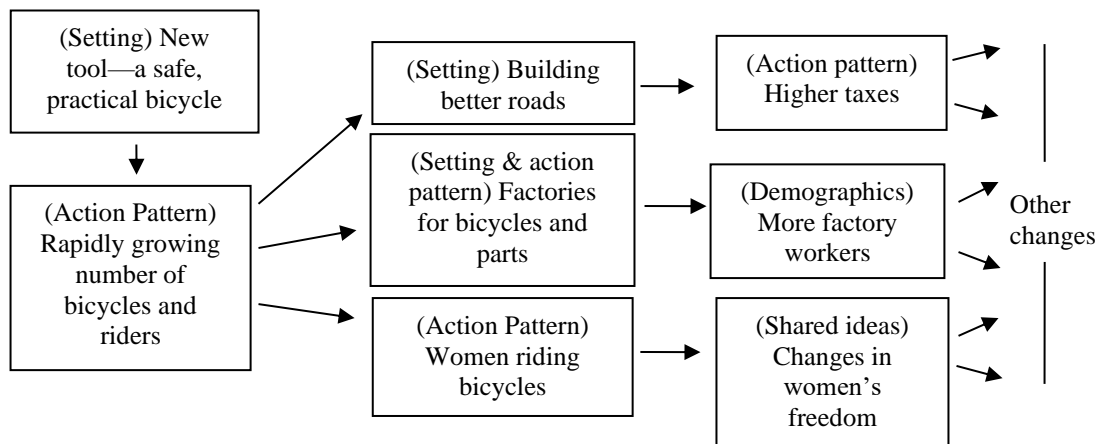 (Setting) New
tool—a safe,
practical bicycle
(Action Pattern)
Rapidly growing
number of
bicycles and
riders
(Setting) Building
better roads
(Setting & action
pattern) Factories
for bicycles and
parts
(Action Pattern)
Women riding
bicycles
(Action pattern)
Higher taxes
(Demographics)
More factory
workers
(Shared ideas)
Changes in
women’s
freedom
Other
changes